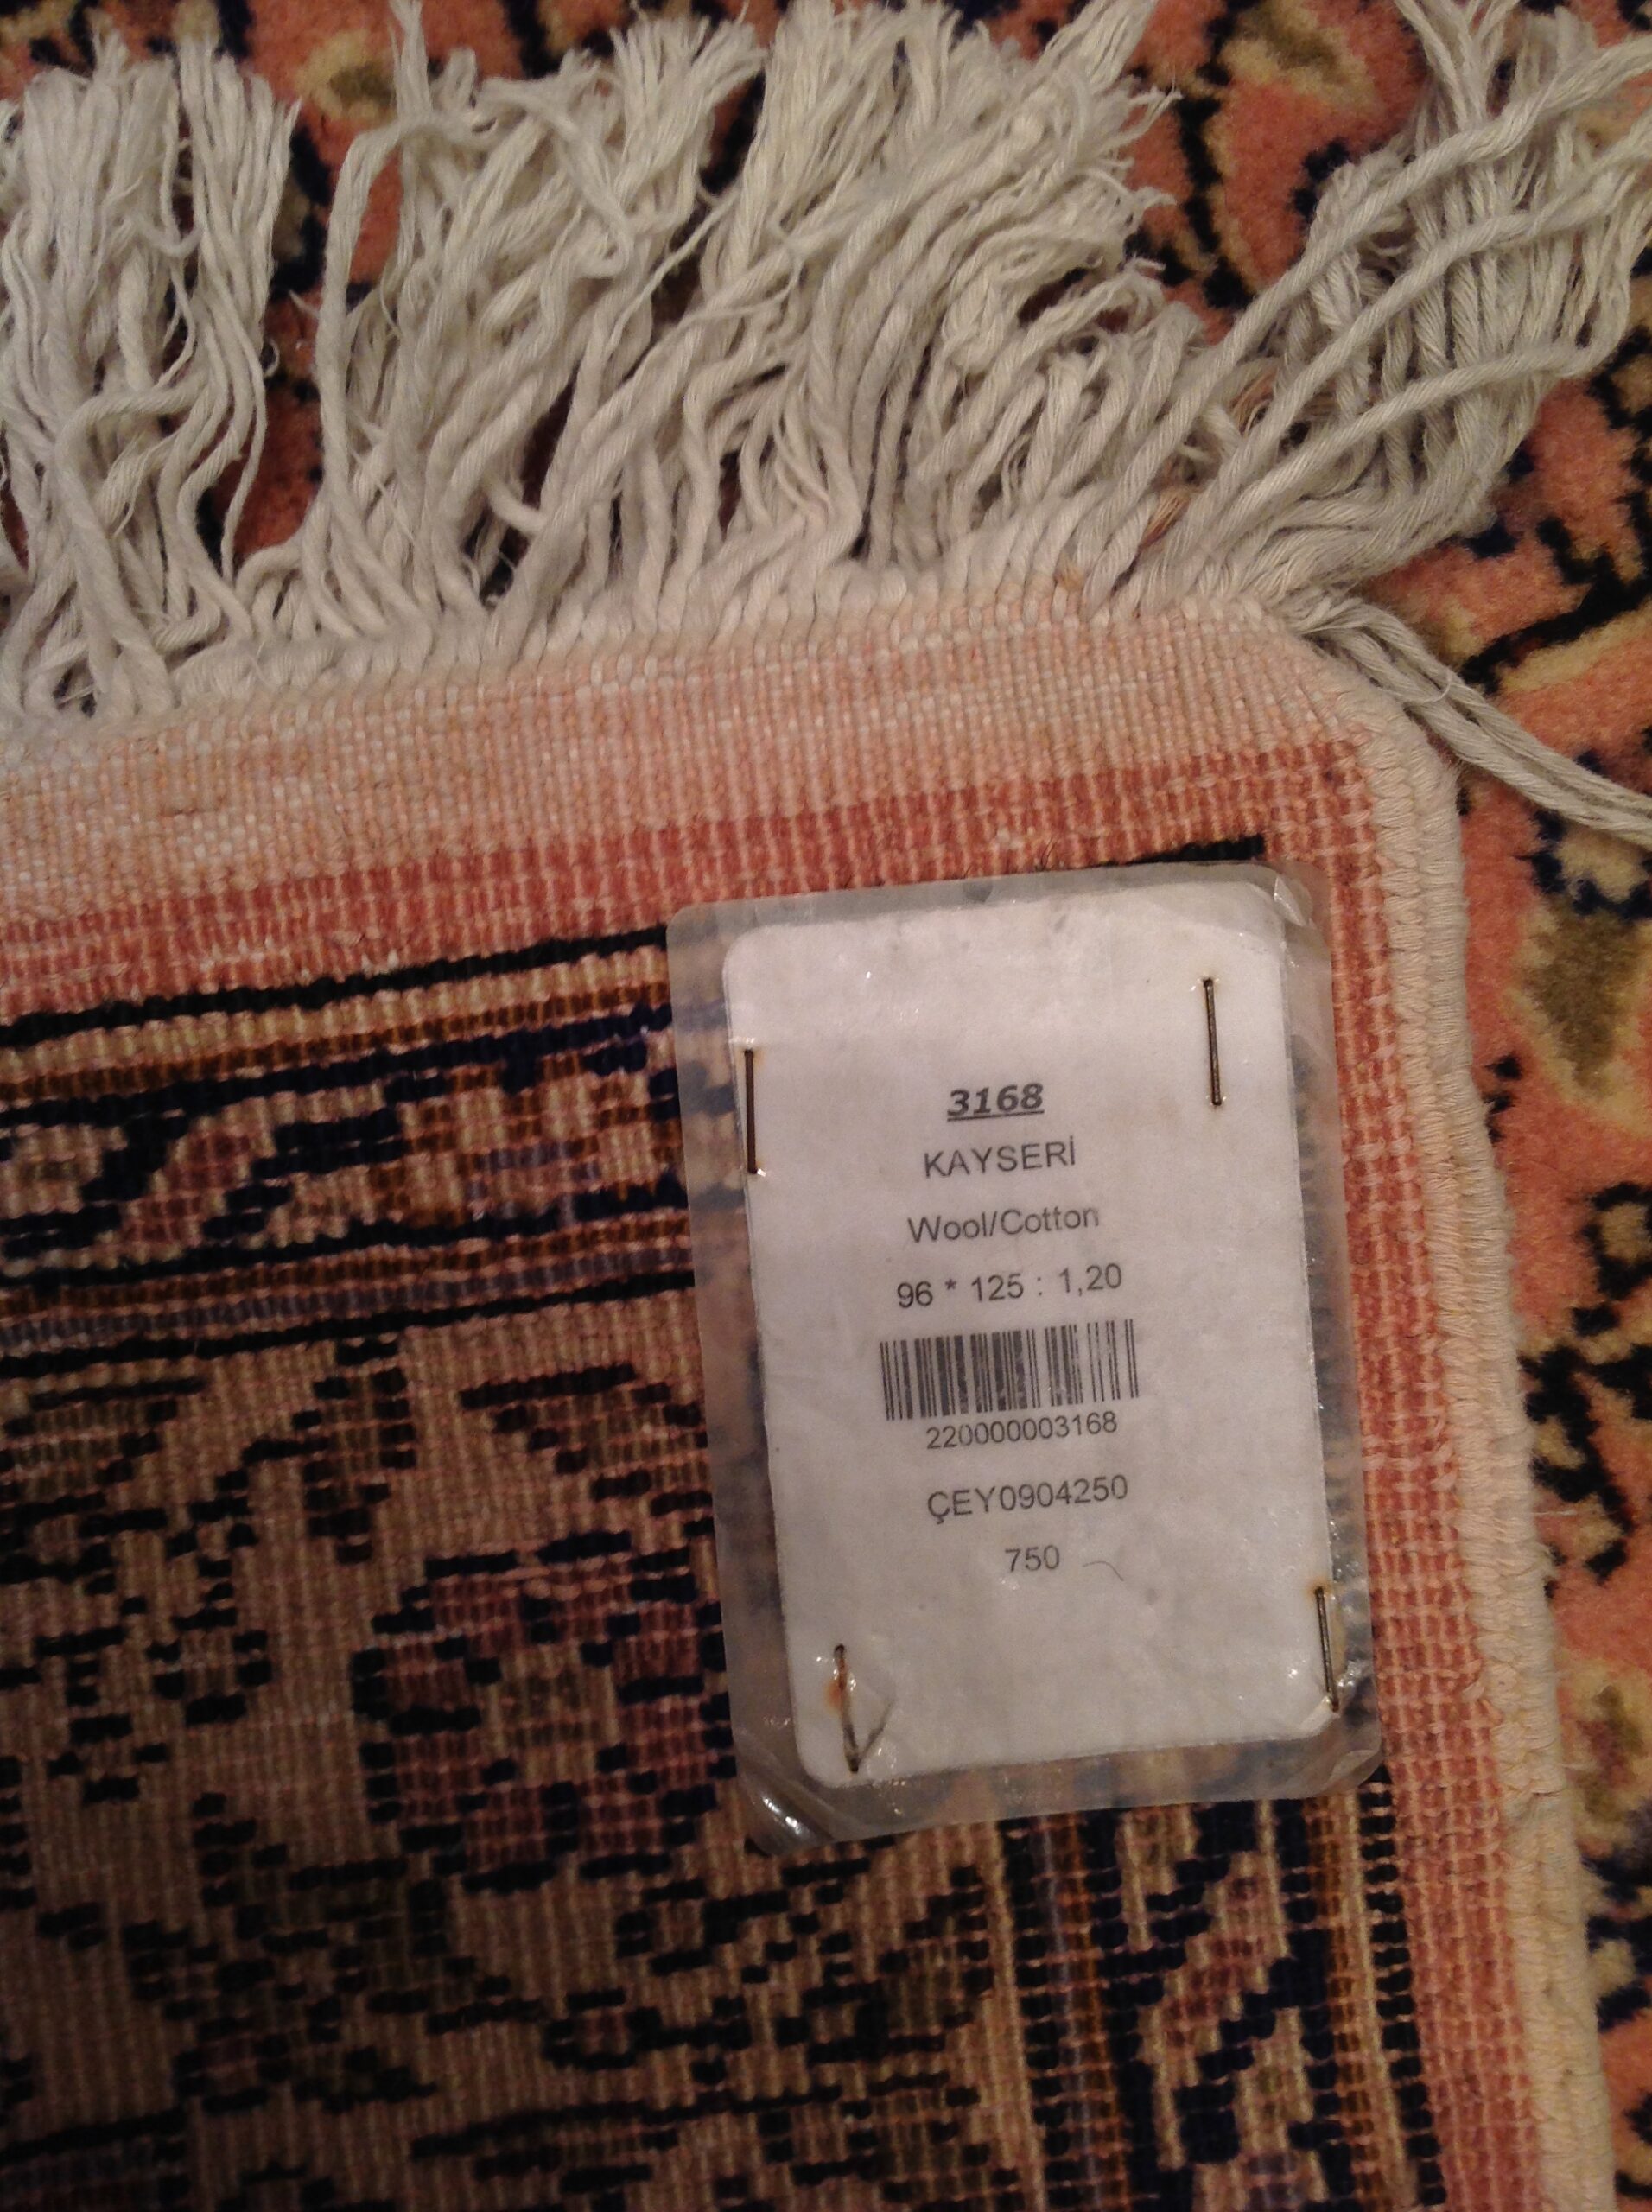 3168
KAYSERİ
Wool/Cotton
96 * 125 : 1,20
220000003168
ÇEY0904250
750